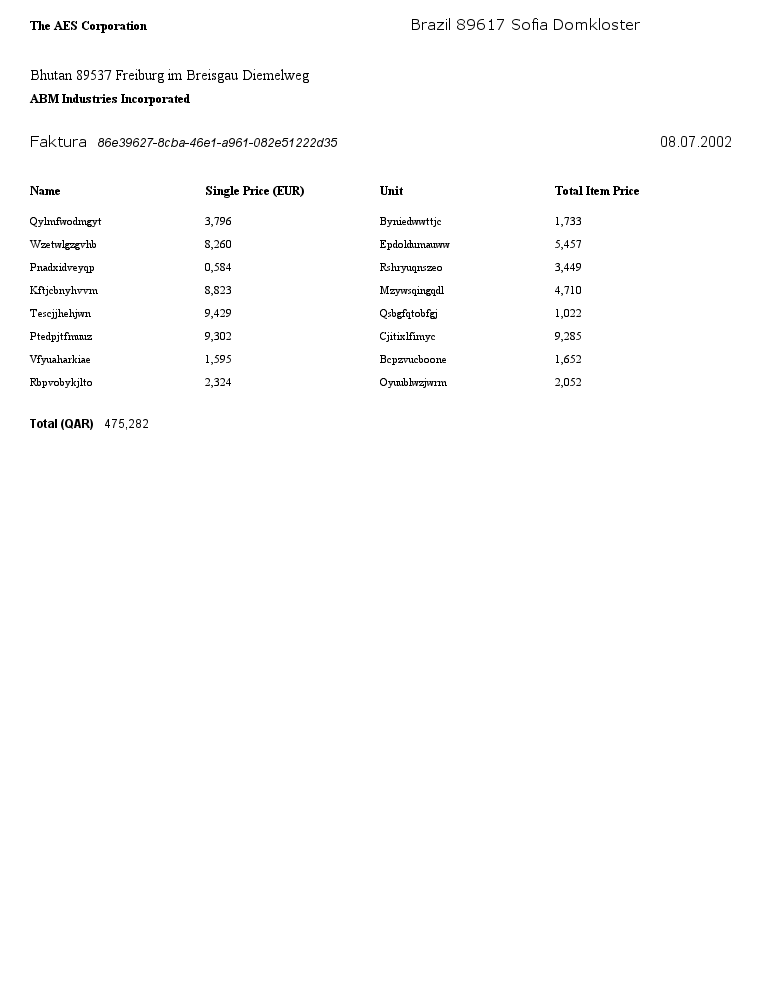 The AES Corporation Brazil 89617 Sofia Domkloster
Bhutan 89537 Freiburg im Breisgau Diemelweg
ABM Industries Incorporated
Faktura 86e39627-8cba-46e1-a961-082e51222d35 08.07.2002
Name Single Price (EUR) Unit Total Item Price
Qylmfwodmgyt 3,796 Byniedwwttjc 1,733
Wzetwlgzgvhb 8,260 Epdoldumauww 5,457
Pnadxidveyqp 0,584 Rshryuqnszeo 3,449
Kftjcbnyhvvm 8,823 Mzywsqingqdl 4,710
Tescjjhehjwn 9,429 Qsbgfqtobfgj 1,022
Ptedpjtfmuuz 9,302 Cjitixlfimyc 9,285
Vfyuaharkiae 1,595 Bcpzvucboone 1,652
Rbpvobykjlto 2,324 Oyuublwzjwrm 2,052
Total (QAR) 475,282